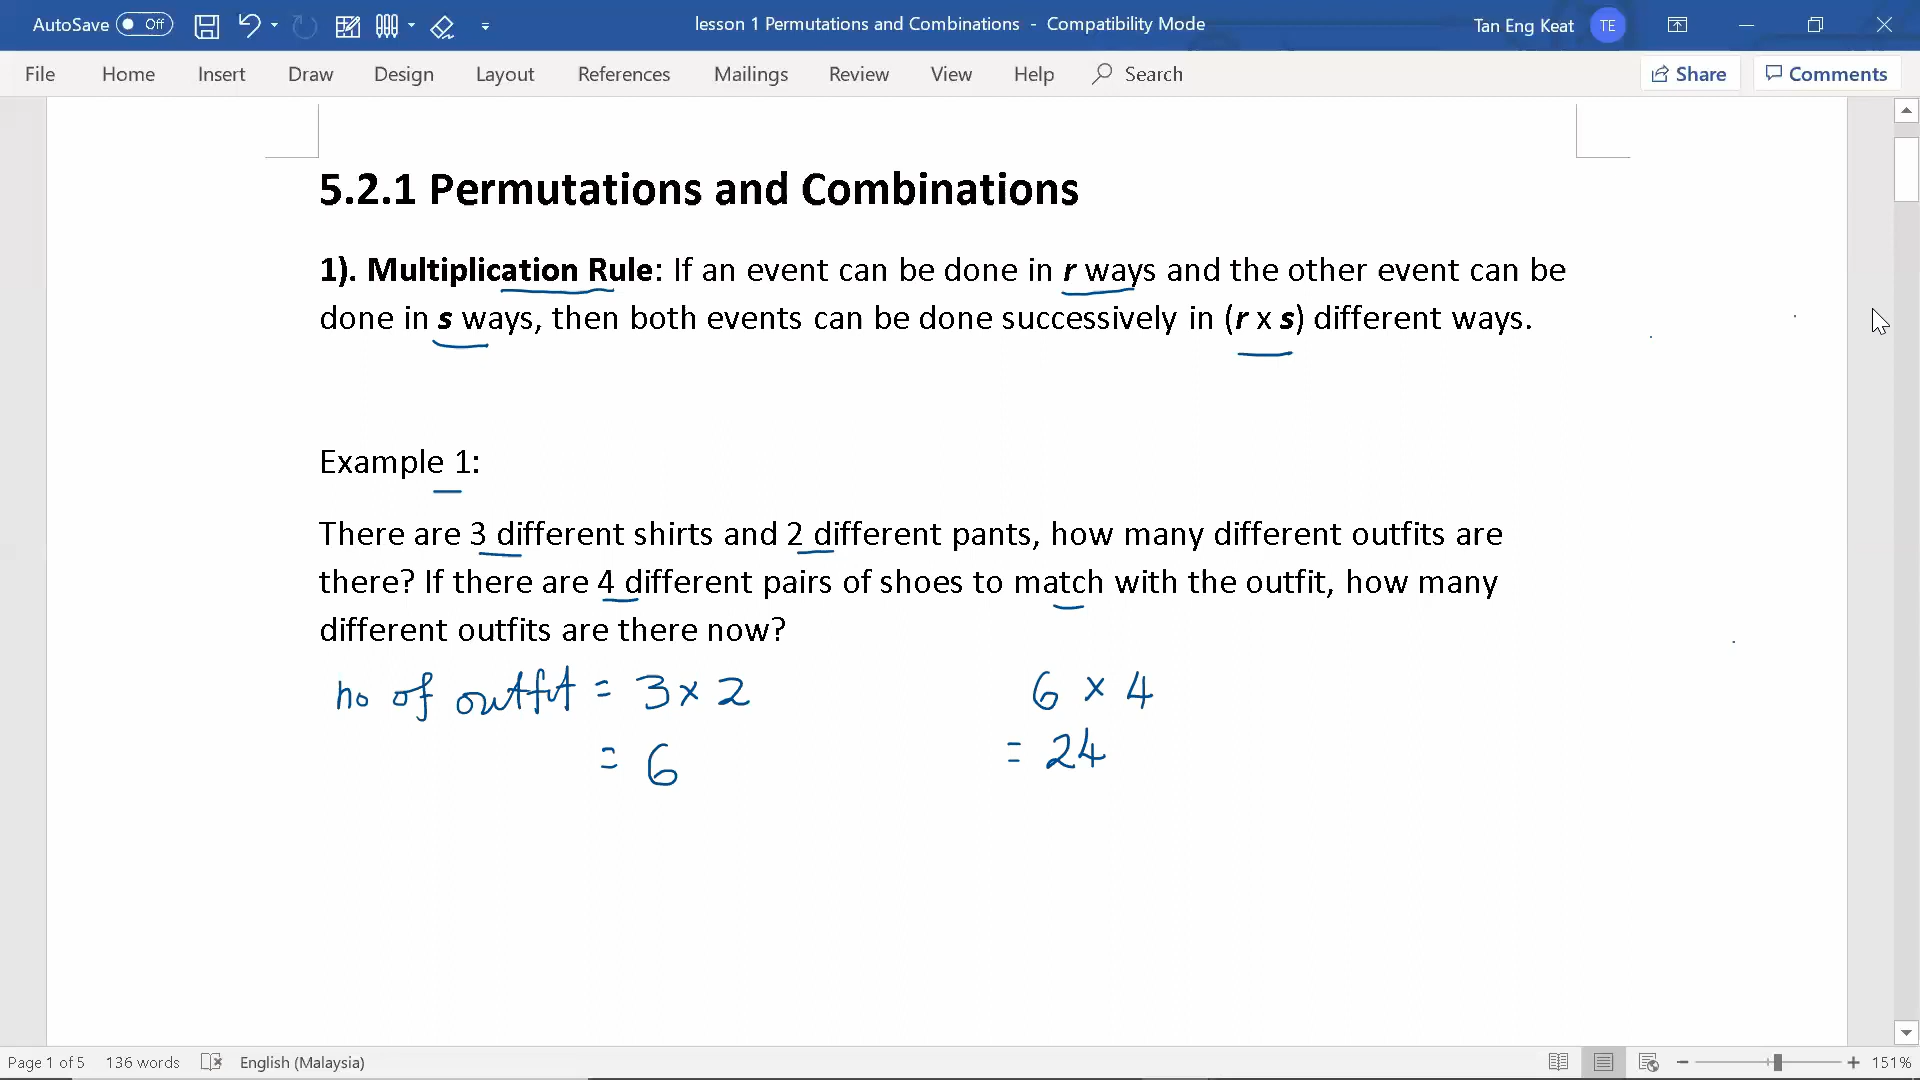 AutoSave Off lesson 1 Permutations and Combinations - Compatibility Mode Tan Eng Keat TE
File Home Insert Draw Design Layout References Mailings Review View Help Search Share Comments
5.2.1 Permutations and Combinations
1). Multiplication Rule: If an event can be done in r ways and the other event can be
done in s ways, then both events can be done successively in (r x s) different ways.
Example 1:
There are 3 different shirts and 2 different pants, how many different outfits are
there? If there are 4 different pairs of shoes to match with the outfit, how many
different outfits are there now?
no of outfit = 3 × 2 6 × 4
= 6 = 24
Page 1 of 5 136 words English (Malaysia) 151%